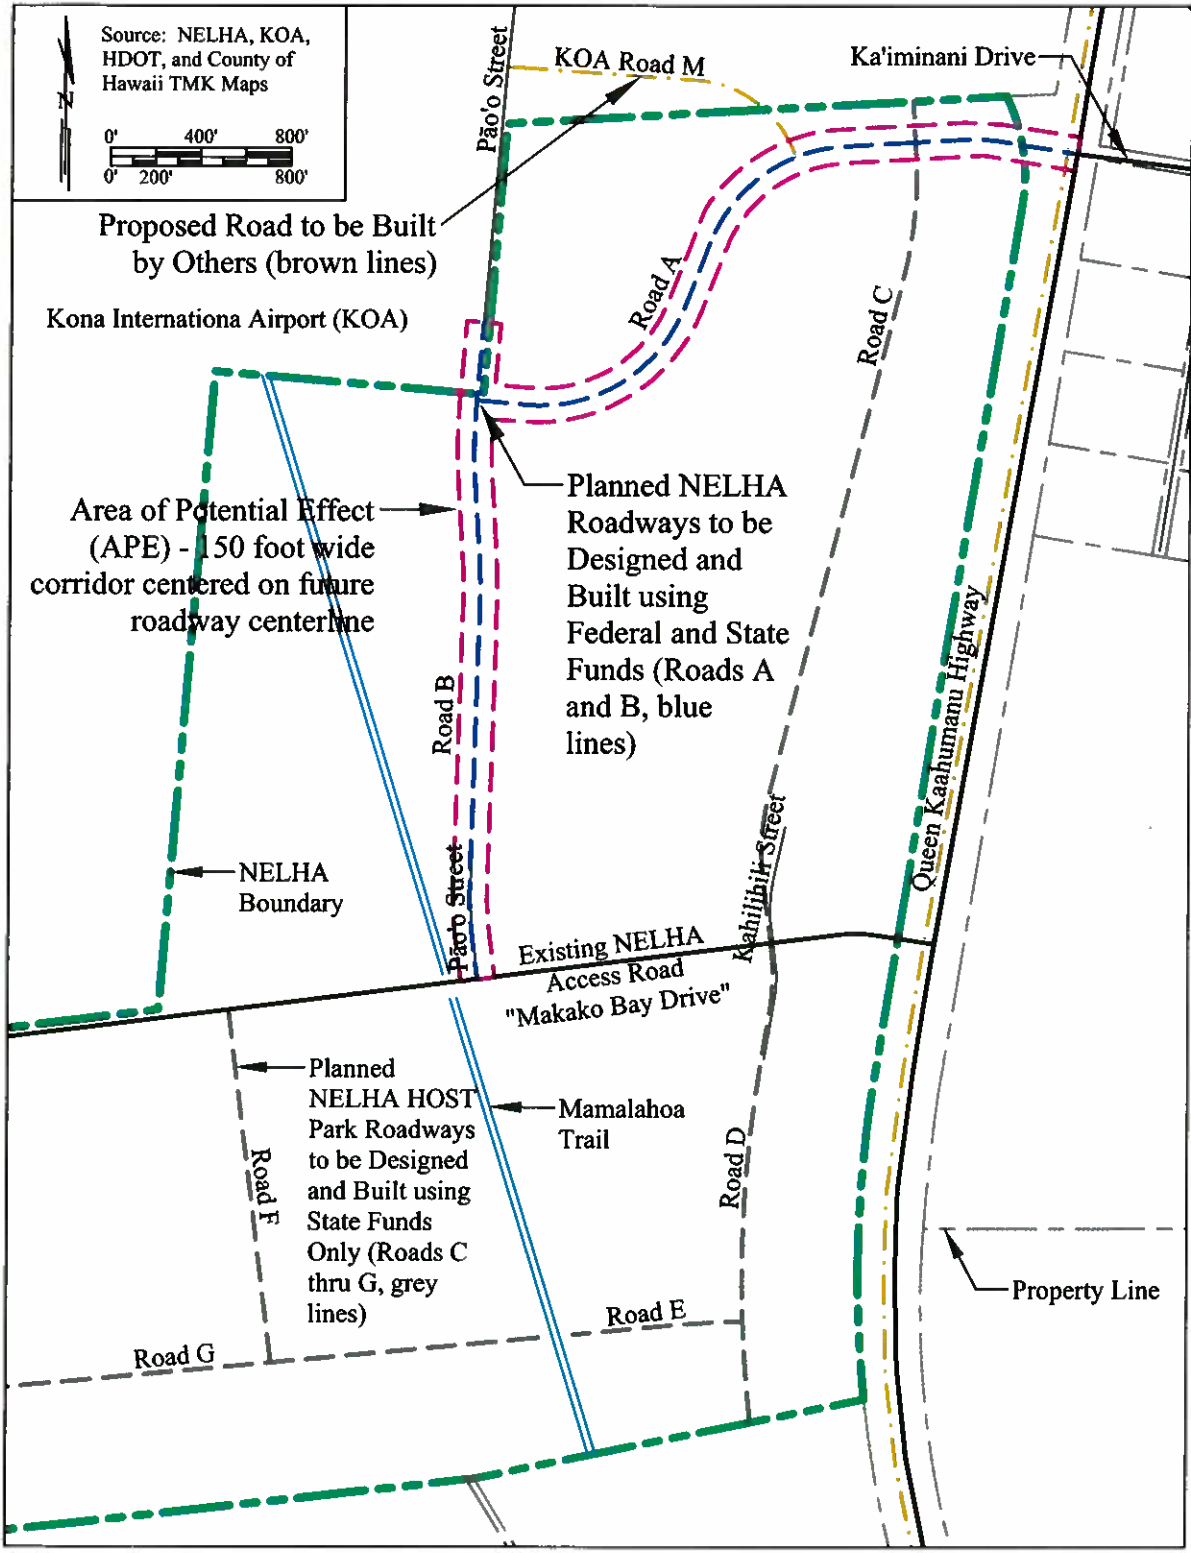 Source: NELHA, KOA,
HDOT, and County of
Hawaii TMK Maps
N
0' 400' 800'
0' 200' 800'
Pāo'o Street
KOA Road M
Ka'iminani Drive
Proposed Road to be Built
by Others (brown lines)
Kona Internationa Airport (KOA)
Road A
Road C
Area of Potential Effect
(APE) - 150 foot wide
corridor centered on future
roadway centerline
Planned NELHA
Roadways to be
Designed and
Built using
Federal and State
Funds (Roads A
and B, blue
lines)
Road B
Queen Kaahumanu Highway
NELHA
Boundary
Pāo'o Street
Kahilihili Street
Existing NELHA
Access Road
"Makako Bay Drive"
Planned
NELHA HOST
Park Roadways
to be Designed
and Built using
State Funds
Only (Roads C
thru G, grey
lines)
Mamalahoa
Trail
Road F
Road D
Property Line
Road E
Road G